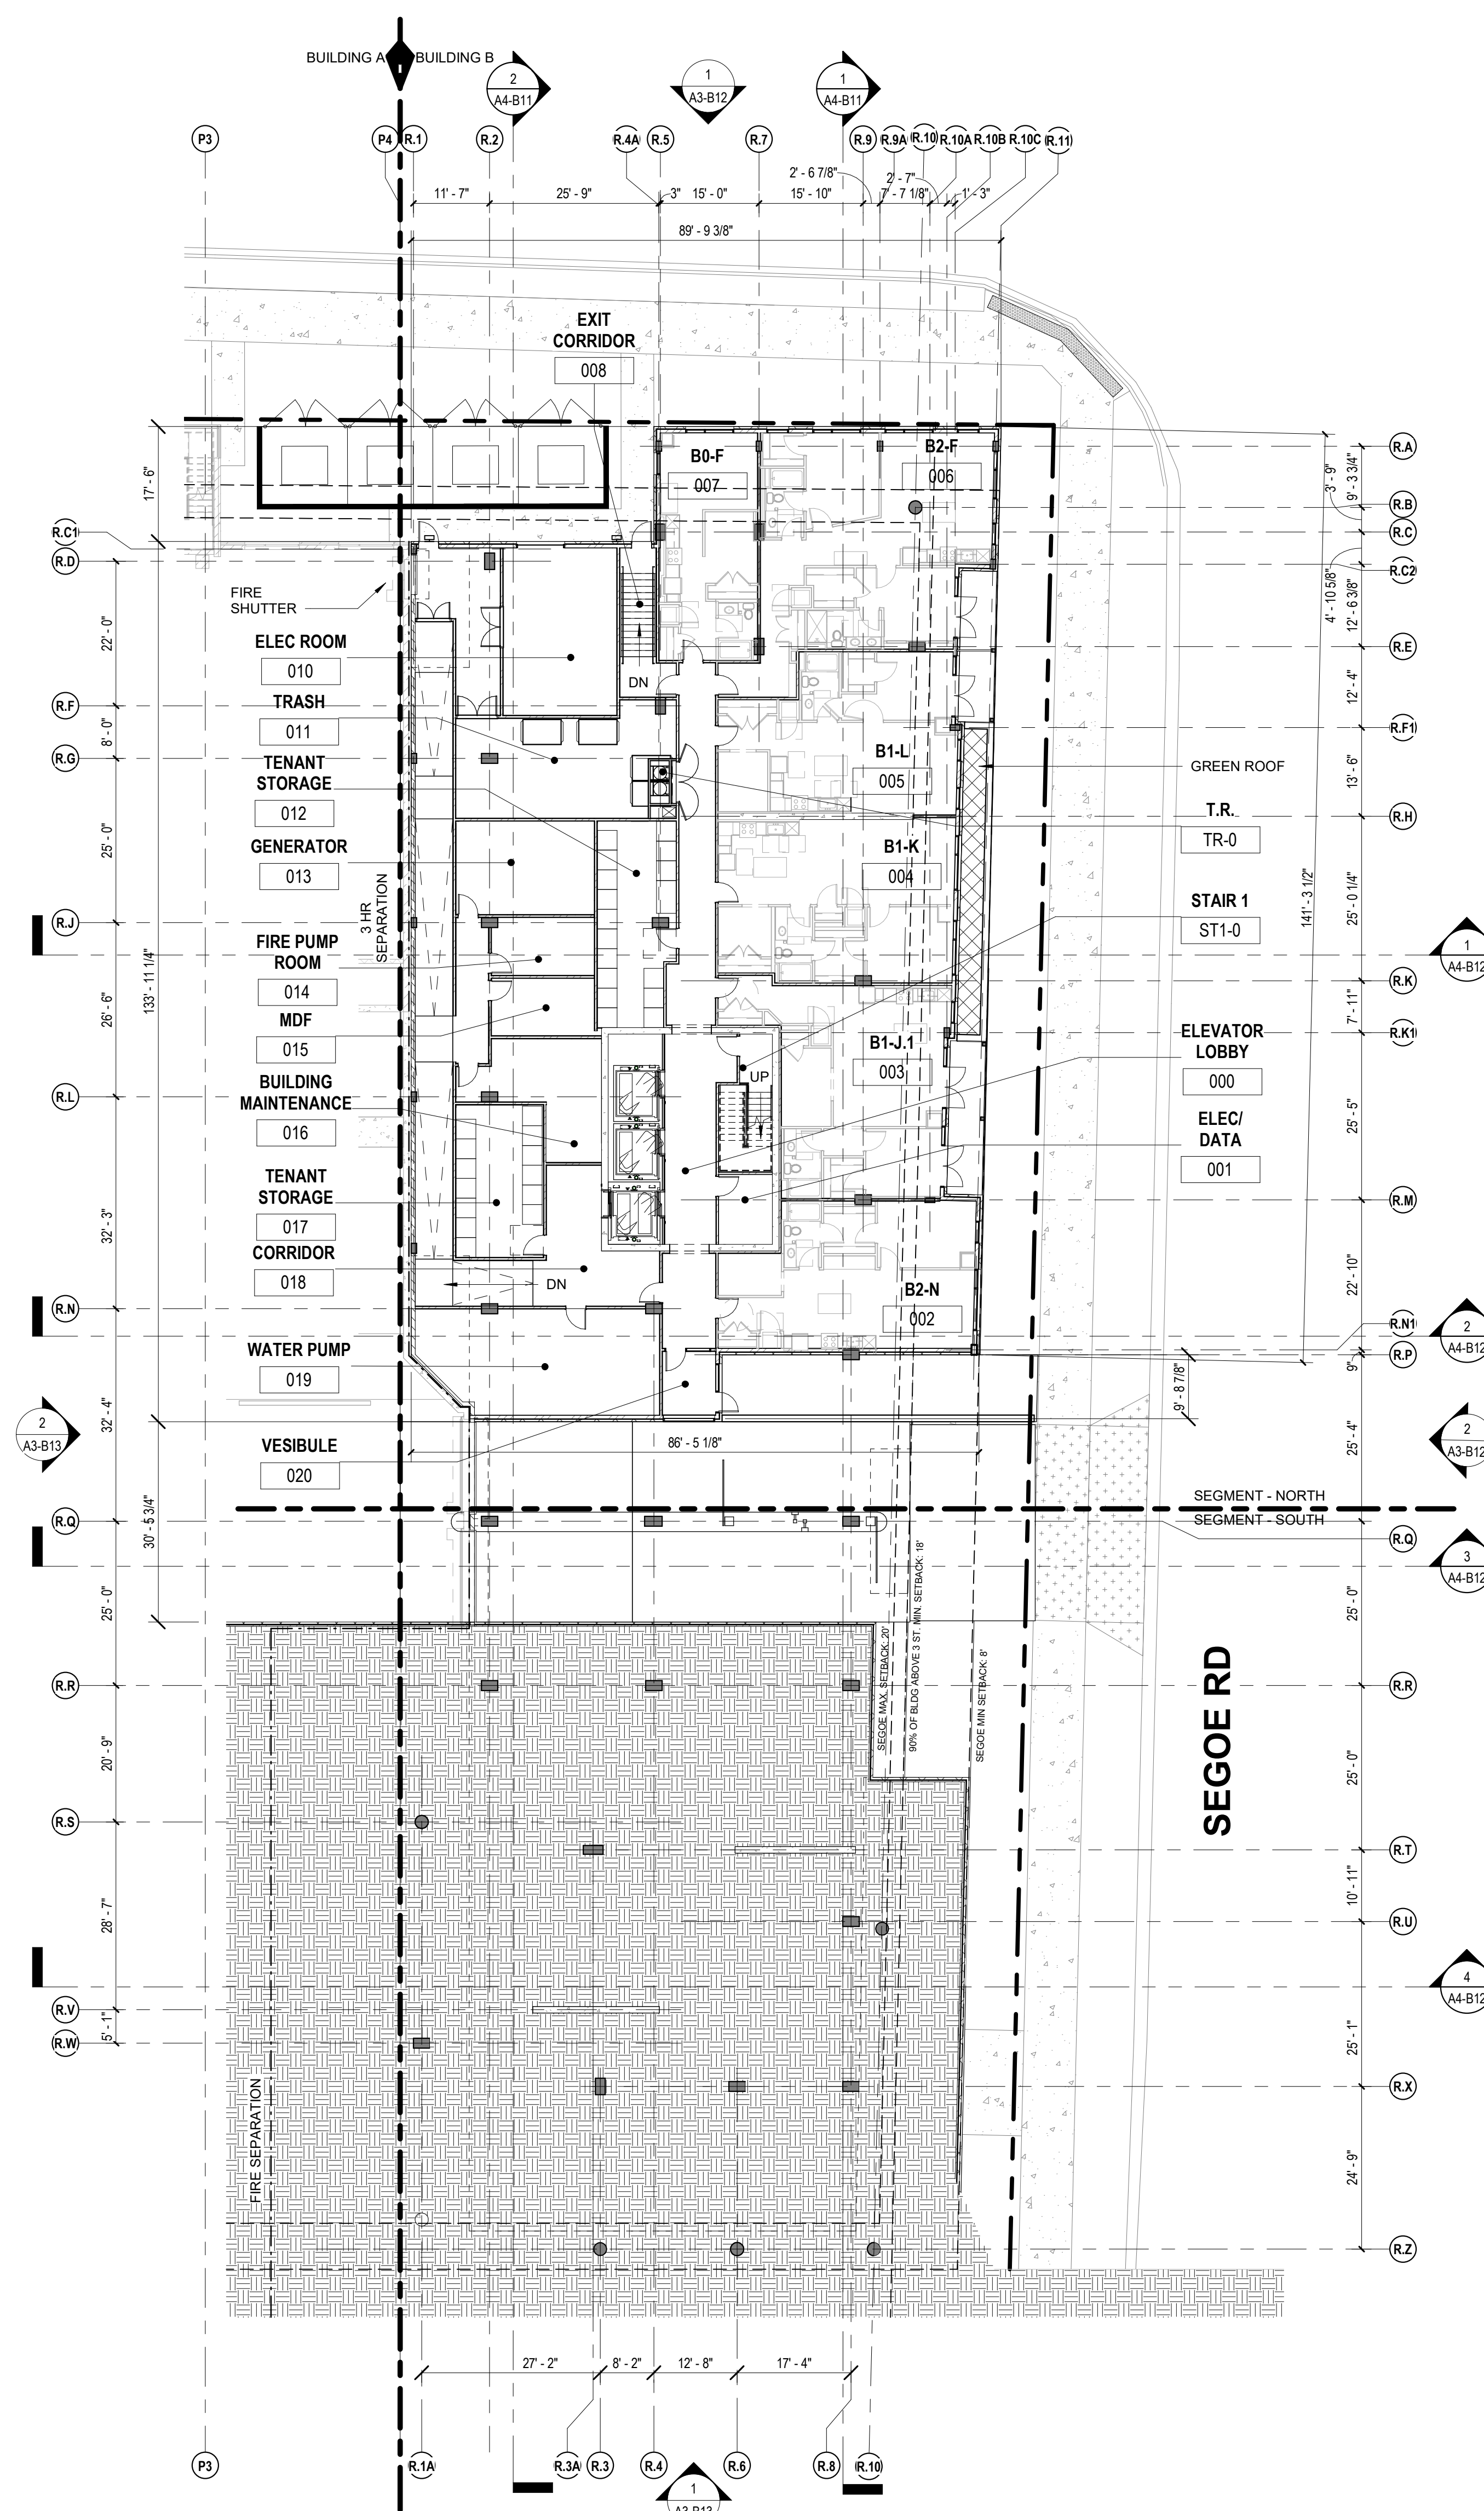 BUILDING A
BUILDING B
2
A4-B11
1
A3-B12
1
A4-B11
P3
P4
R.1
R.2
R.4A
R.5
R.7
R.9
R.9A
R.10
R.10A
R.10B
R.10C
R.11
11' - 7"
25' - 9"
3"
15' - 0"
15' - 10"
2' - 6 7/8"
7' - 7 1/8"
2' - 7"
1' - 3"
89' - 9 3/8"
EXIT
CORRIDOR
008
B0-F
007
B2-F
006
17' - 6"
R.C1
R.D
FIRE
SHUTTER
22' - 0"
ELEC ROOM
010
TRASH
011
TENANT
STORAGE
012
GENERATOR
013
FIRE PUMP
ROOM
014
MDF
015
BUILDING
MAINTENANCE
016
TENANT
STORAGE
017
CORRIDOR
018
WATER PUMP
019
VESIBULE
020
R.F
8' - 0"
R.G
25' - 0"
R.J
26' - 6"
133' - 11 1/4"
R.L
32' - 3"
R.N
32' - 4"
2
A3-B13
R.Q
30' - 5 3/4"
25' - 0"
R.R
20' - 9"
R.S
28' - 7"
R.V
5' - 1"
R.W
3 HR
SEPARATION
DN
UP
DN
B1-L
005
B1-K
004
B1-J.1
003
B2-N
002
GREEN ROOF
T.R.
TR-0
STAIR 1
ST1-0
ELEVATOR
LOBBY
000
ELEC/
DATA
001
R.A
9' - 3 3/4"
3' - 9"
R.B
R.C
R.C2
4' - 10 5/8"
12' - 6 3/8"
R.E
12' - 4"
R.F1
13' - 6"
R.H
25' - 0 1/4"
141' - 3 1/2"
1
A4-B12
R.K
7' - 11"
R.K1
25' - 5"
R.M
22' - 10"
R.N1
2
A4-B12
R.P
9"
9' - 8 7/8"
25' - 4"
2
A3-B12
86' - 5 1/8"
SEGMENT - NORTH
SEGMENT - SOUTH
R.Q
3
A4-B12
25' - 0"
R.R
25' - 0"
R.T
10' - 11"
R.U
4
A4-B12
25' - 1"
R.X
24' - 9"
R.Z
SEGOE MAX. SETBACK: 20'
90% OF BLDG ABOVE 3 ST. MIN. SETBACK: 18'
SEGOE MIN SETBACK: 8'
SEGOE RD
FIRE SEPARATION
27' - 2"
8' - 2"
12' - 8"
17' - 4"
P3
R.1A
R.3A
R.3
R.4
R.6
R.8
R.10
1
A3-B13